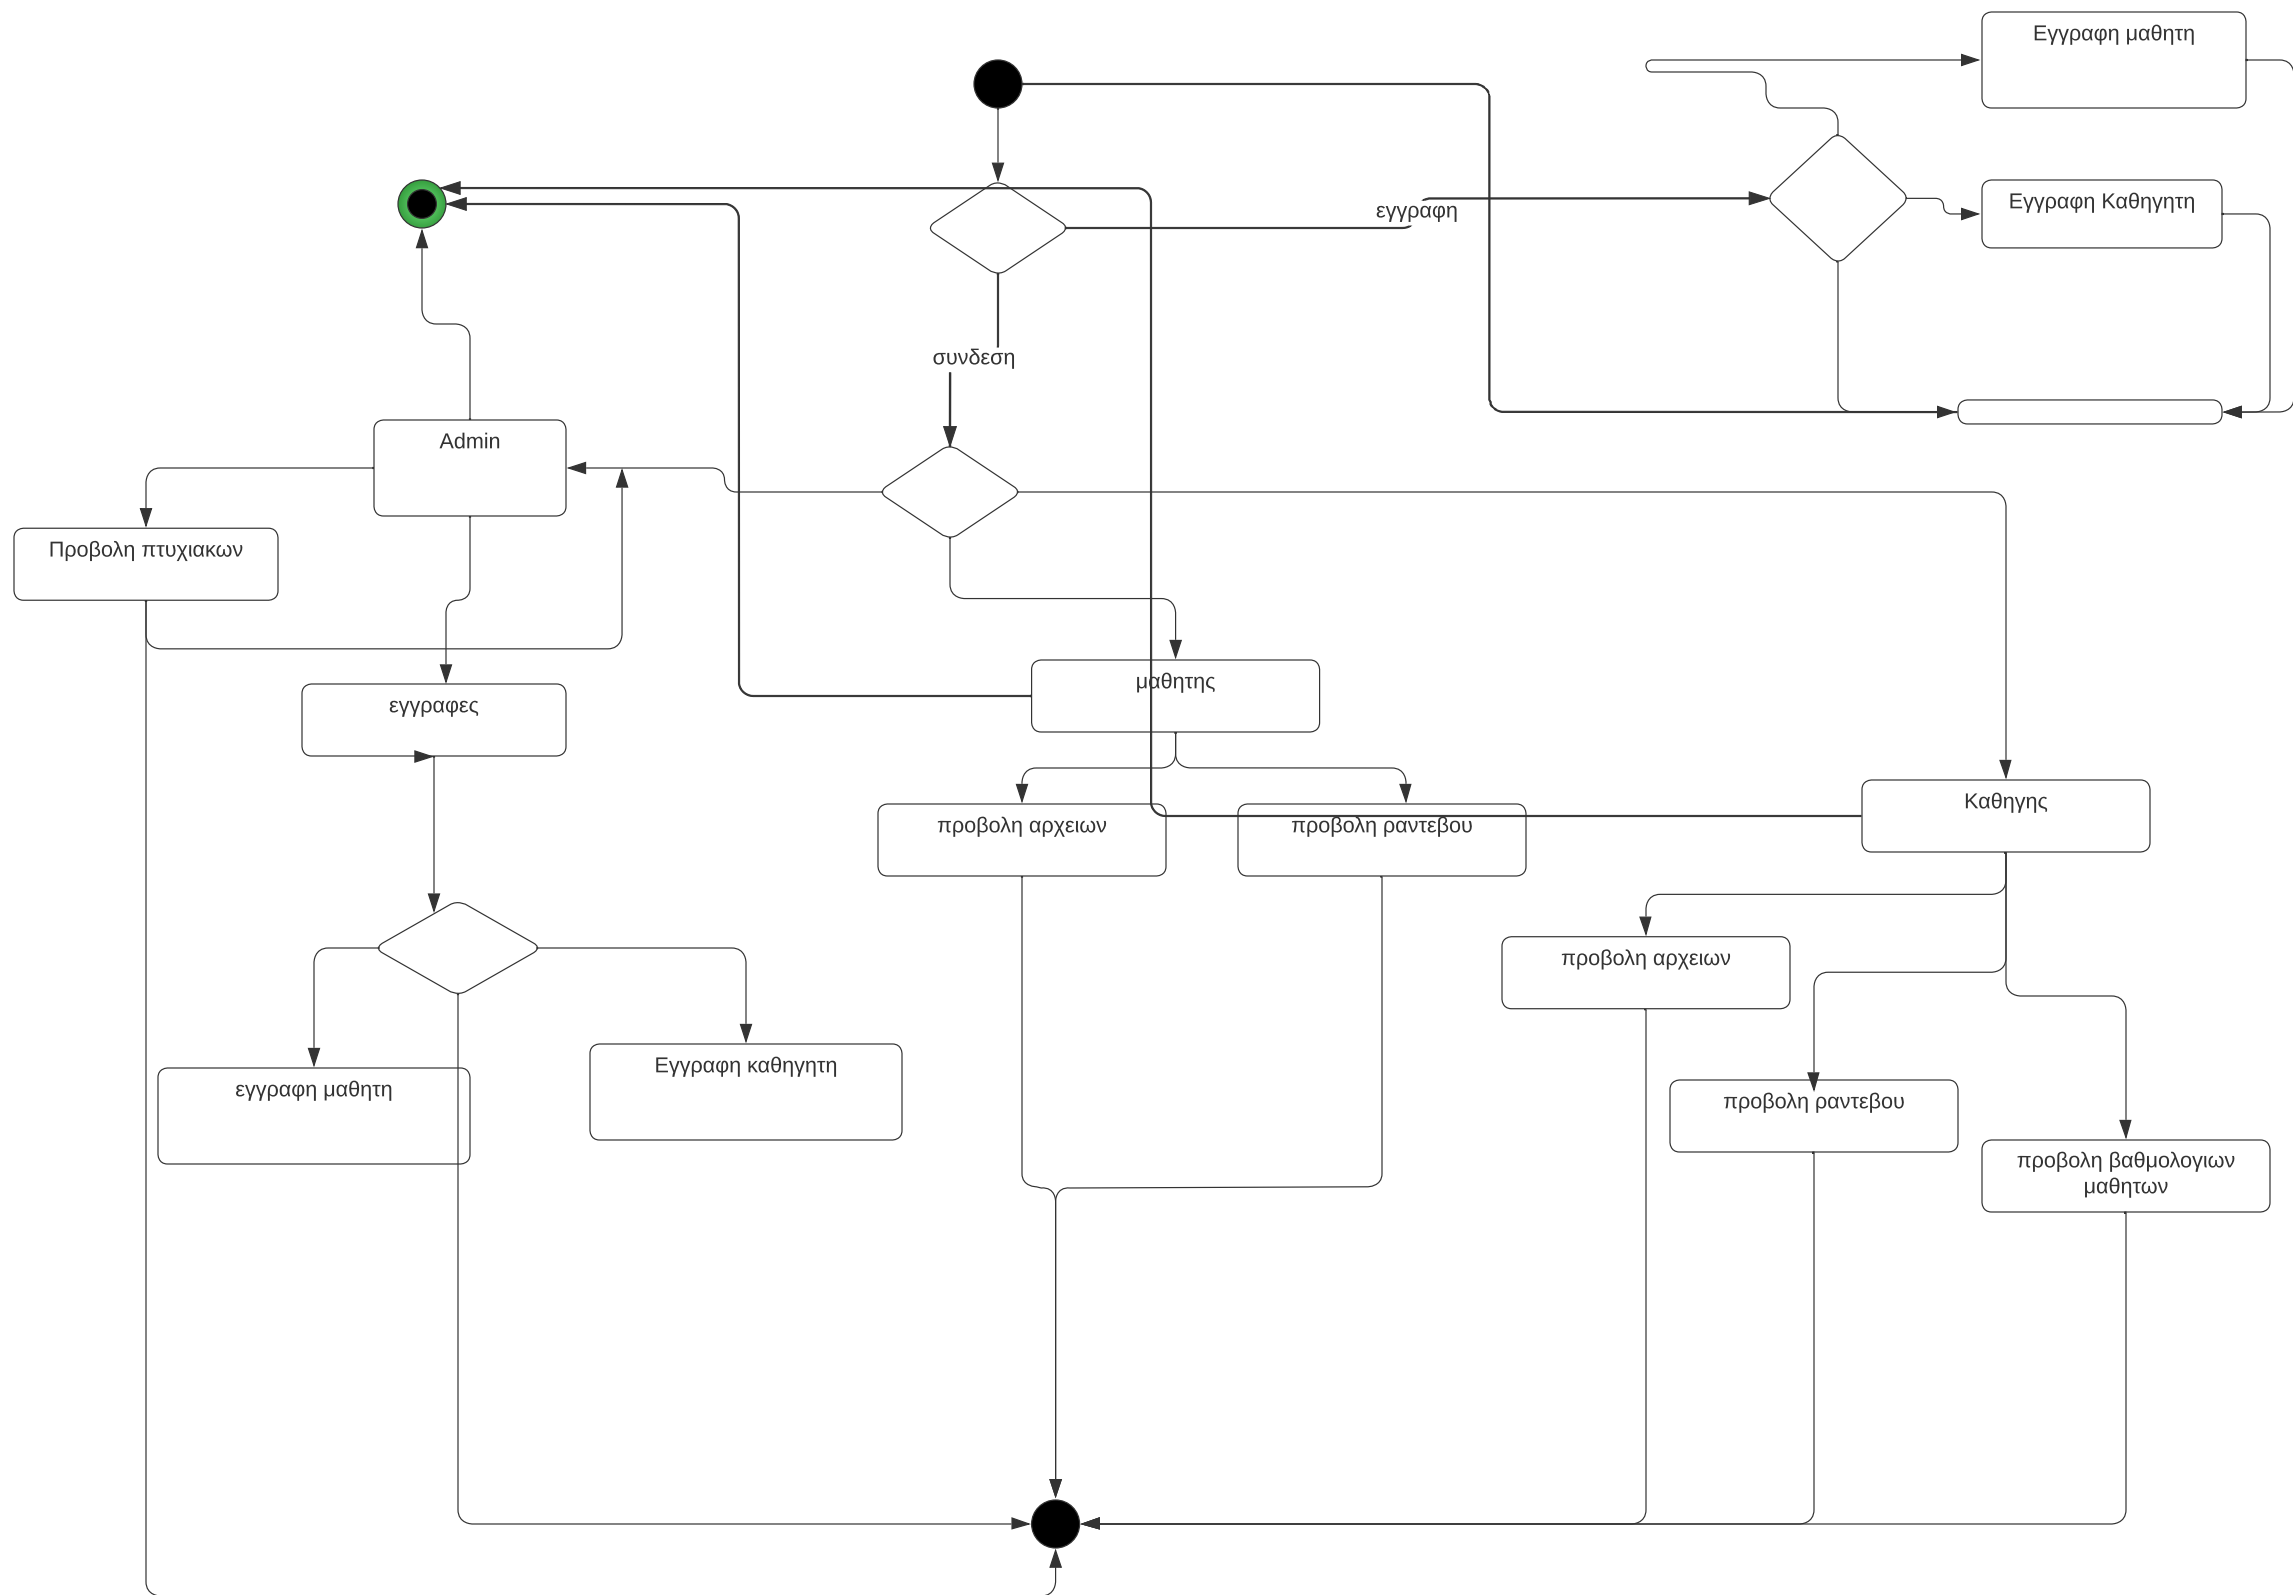 Εγγραφη μαθητη
Εγγραφη Καθηγητη
εγγραφη
συνδεση
Admin
Προβολη πτυχιακων
μαθητης
εγγραφες
Καθηγης
προβολη αρχειων
προβολη ραντεβου
προβολη αρχειων
Εγγραφη καθηγητη
εγγραφη μαθητη
προβολη ραντεβου
προβολη βαθμολογιων
μαθητων